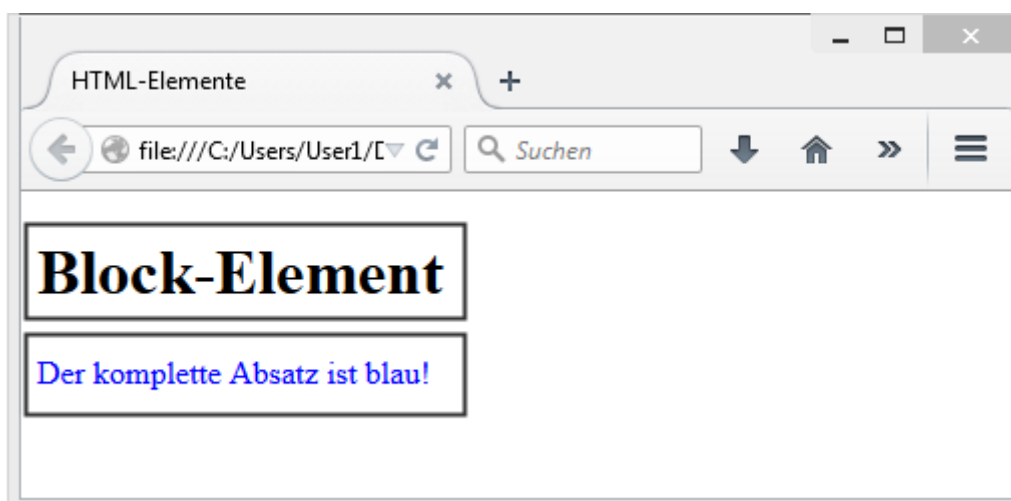 HTML-Elemente
file:///C:/Users/User1/D
Suchen
Block-Element
Der komplette Absatz ist blau!